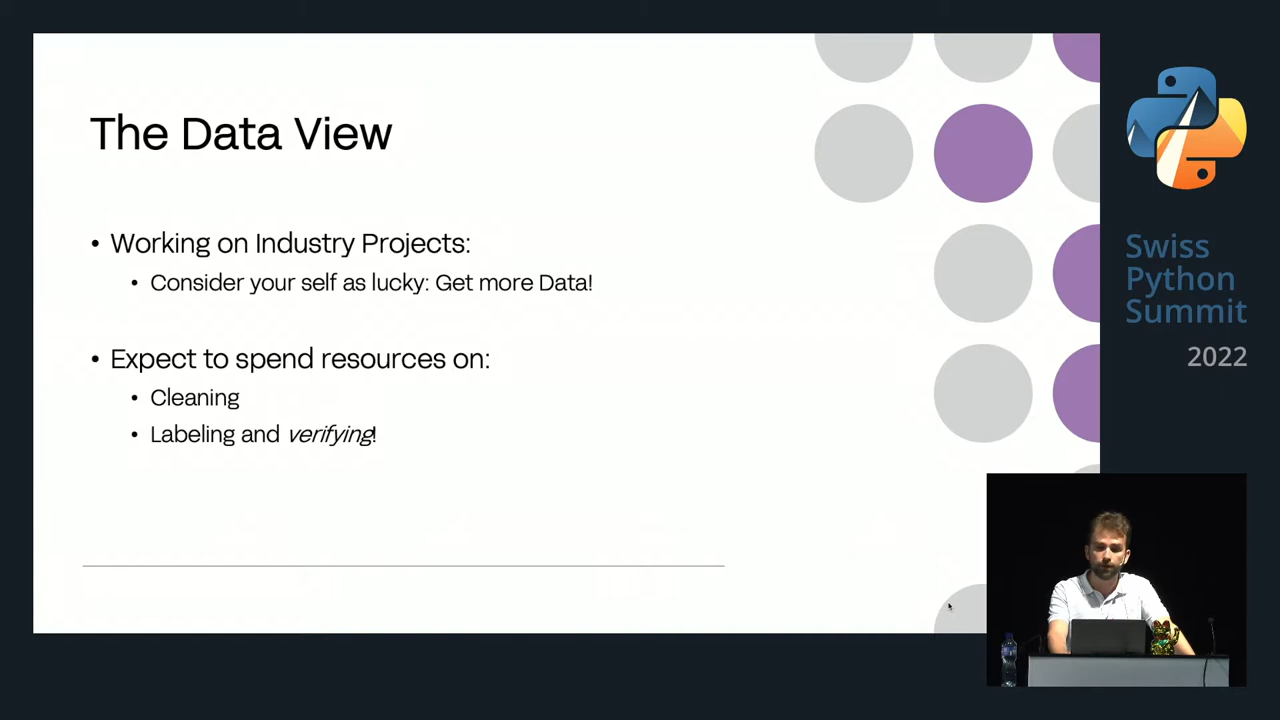 The Data View
• Working on Industry Projects:
• Consider your self as lucky: Get more Data!
• Expect to spend resources on:
• Cleaning
• Labeling and verifying!
Swiss
Python
Summit
2022